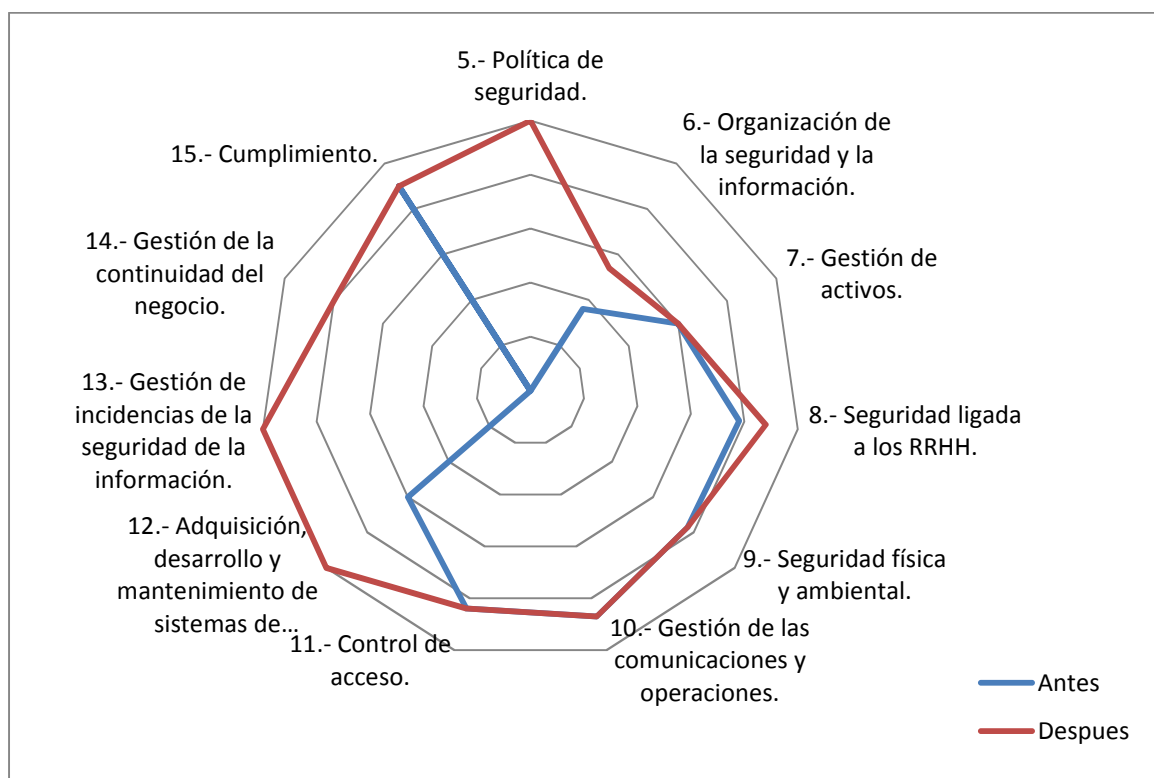 5.- Política de
seguridad.
6.- Organización de
la seguridad y la
información.
7.- Gestión de
activos.
8.- Seguridad ligada
a los RRHH.
9.- Seguridad física
y ambiental.
10.- Gestión de las
comunicaciones y
operaciones.
11.- Control de
acceso.
12.- Adquisición,
desarrollo y
mantenimiento de
sistemas de…
13.- Gestión de
incidencias de la
seguridad de la
información.
14.- Gestión de la
continuidad del
negocio.
15.- Cumplimiento.
Antes
Despues